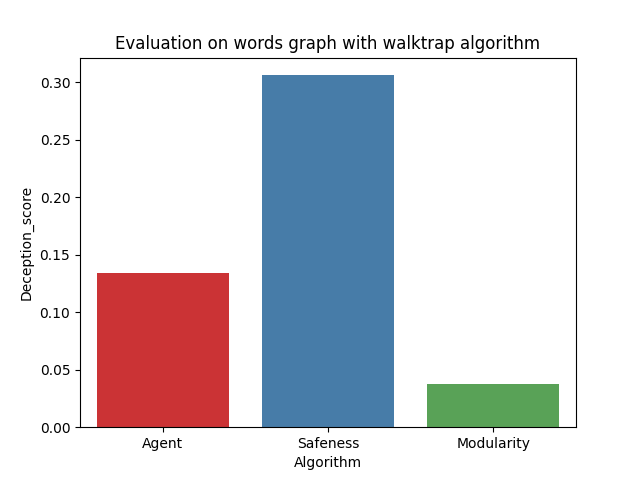 Evaluation on words graph with walktrap algorithm
0.30
0.25
0.20
0.15
0.10
0.05
0.00
Deception_score
Agent Safeness Modularity
Algorithm